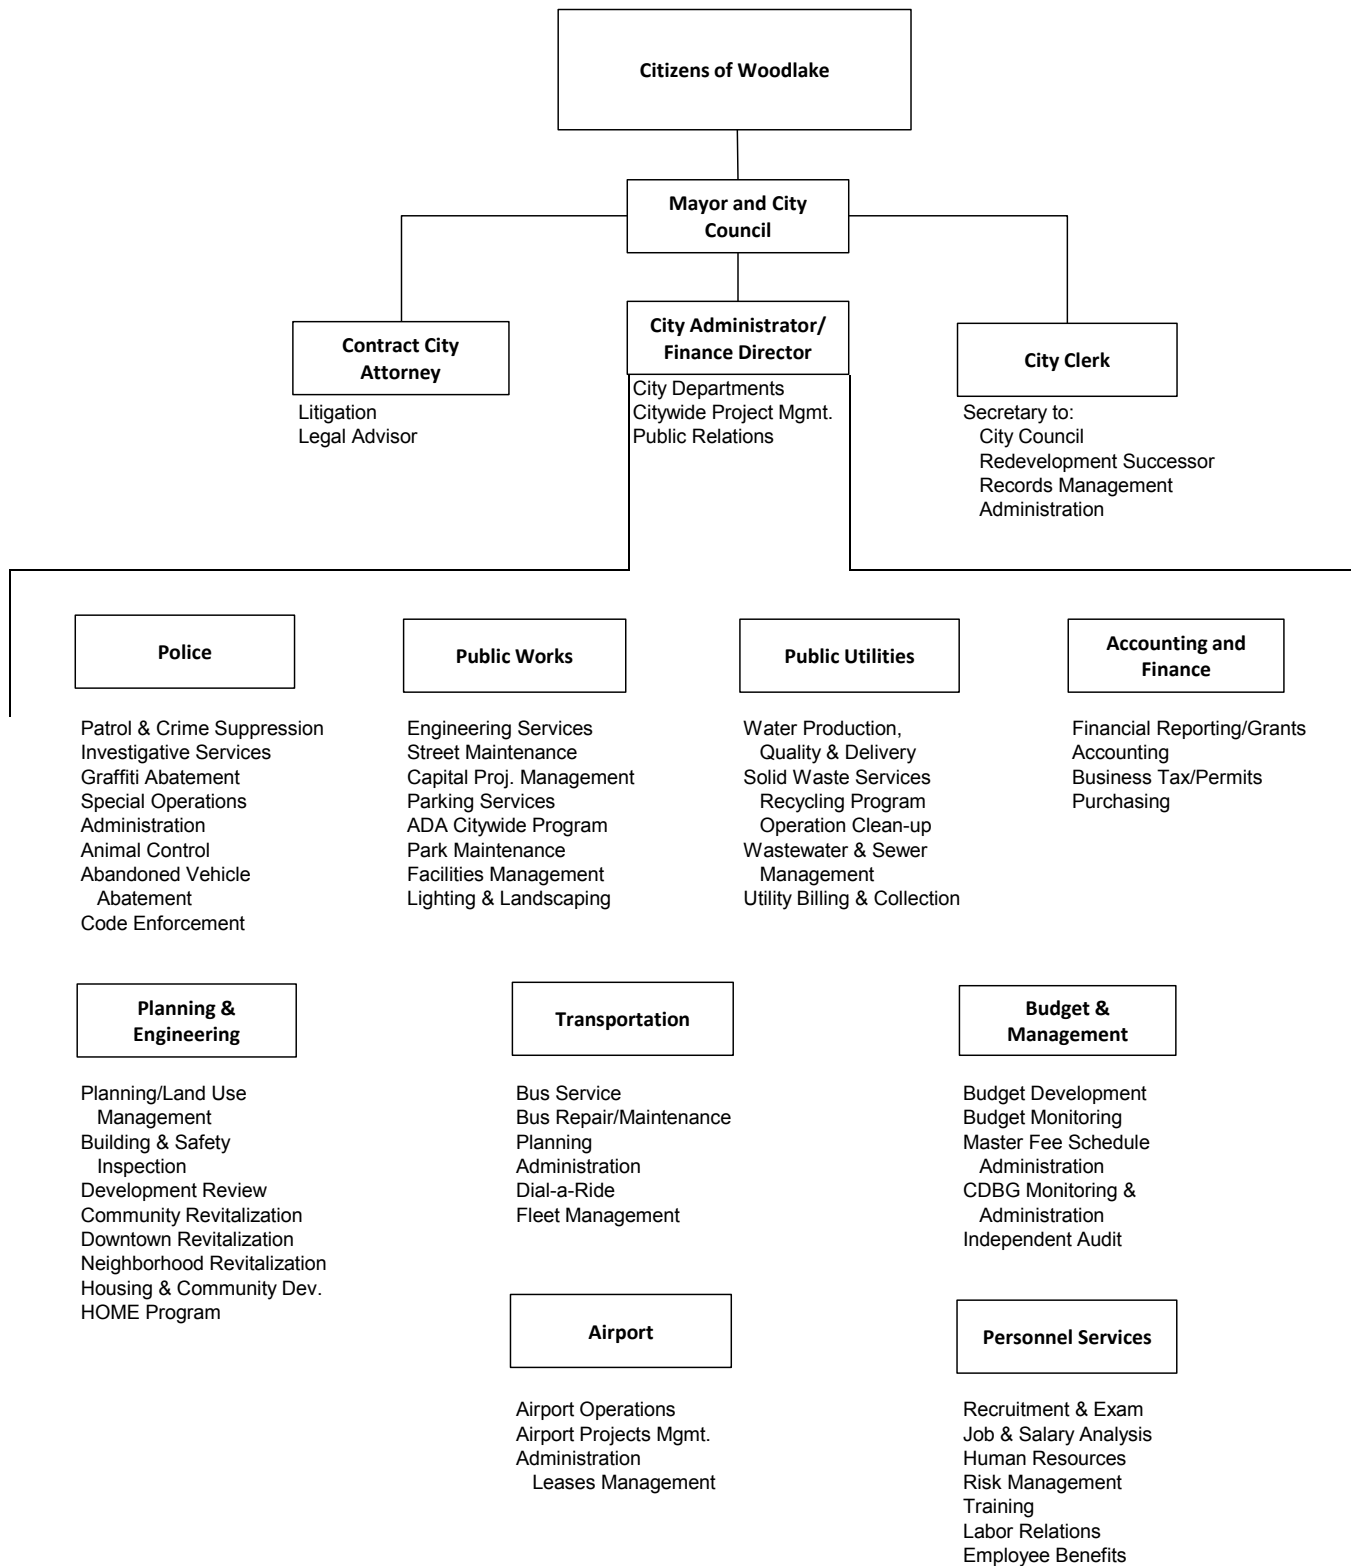 Citizens of Woodlake
Mayor and City
Council
Contract City
Attorney
Litigation
Legal Advisor
City Administrator/
Finance Director
City Departments
Citywide Project Mgmt.
Public Relations
City Clerk
Secretary to:
City Council
Redevelopment Successor
Records Management
Administration
Police
Patrol & Crime Suppression
Investigative Services
Graffiti Abatement
Special Operations
Administration
Animal Control
Abandoned Vehicle
Abatement
Code Enforcement
Public Works
Engineering Services
Street Maintenance
Capital Proj. Management
Parking Services
ADA Citywide Program
Park Maintenance
Facilities Management
Lighting & Landscaping
Public Utilities
Water Production,
Quality & Delivery
Solid Waste Services
Recycling Program
Operation Clean-up
Wastewater & Sewer
Management
Utility Billing & Collection
Accounting and
Finance
Financial Reporting/Grants
Accounting
Business Tax/Permits
Purchasing
Planning &
Engineering
Planning/Land Use
Management
Building & Safety
Inspection
Development Review
Community Revitalization
Downtown Revitalization
Neighborhood Revitalization
Housing & Community Dev.
HOME Program
Transportation
Bus Service
Bus Repair/Maintenance
Planning
Administration
Dial-a-Ride
Fleet Management
Budget &
Management
Budget Development
Budget Monitoring
Master Fee Schedule
Administration
CDBG Monitoring &
Administration
Independent Audit
Airport
Airport Operations
Airport Projects Mgmt.
Administration
Leases Management
Personnel Services
Recruitment & Exam
Job & Salary Analysis
Human Resources
Risk Management
Training
Labor Relations
Employee Benefits